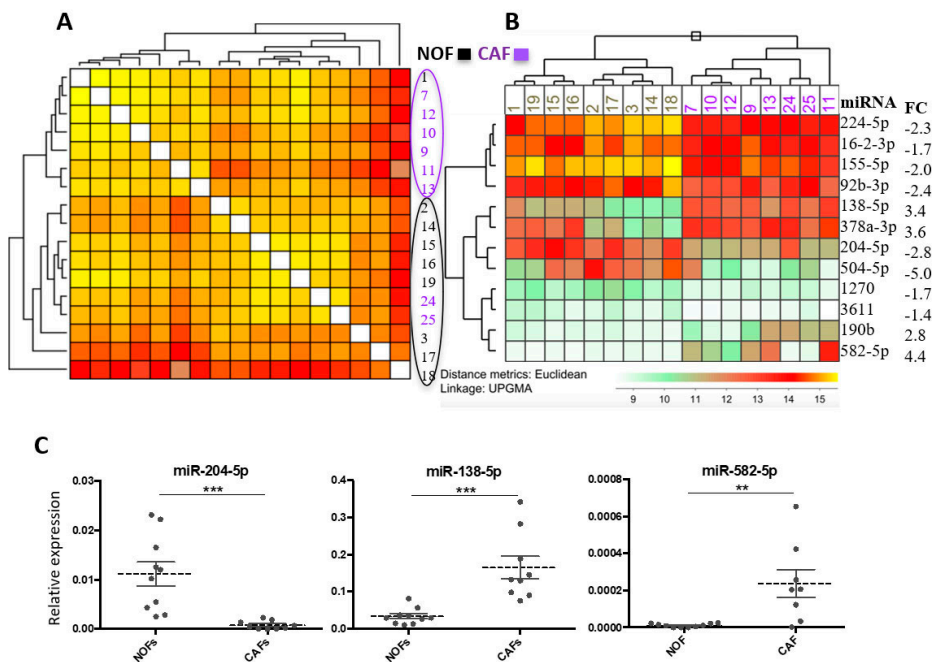 A
B
NOF CAF
1
7
12
10
9
11
13
2
14
15
16
19
24
25
3
17
18
1 19 15 16 2 17 3 14 18 7 10 12 9 13 24 25 11 miRNA FC
224-5p -2.3
16-2-3p -1.7
155-5p -2.0
92b-3p -2.4
138-5p 3.4
378a-3p 3.6
204-5p -2.8
504-5p -5.0
1270 -1.7
3611 -1.4
190b 2.8
582-5p 4.4
Distance metrics: Euclidean
Linkage: UPGMA
9 10 11 12 13 14 15
C
Relative expression
miR-204-5p
***
0.03
0.02
0.01
0.00
NOFs CAFs
miR-138-5p
***
0.4
0.3
0.2
0.1
0.0
NOFs CAFs
miR-582-5p
**
0.0008
0.0006
0.0004
0.0002
0.0000
NOF CAF